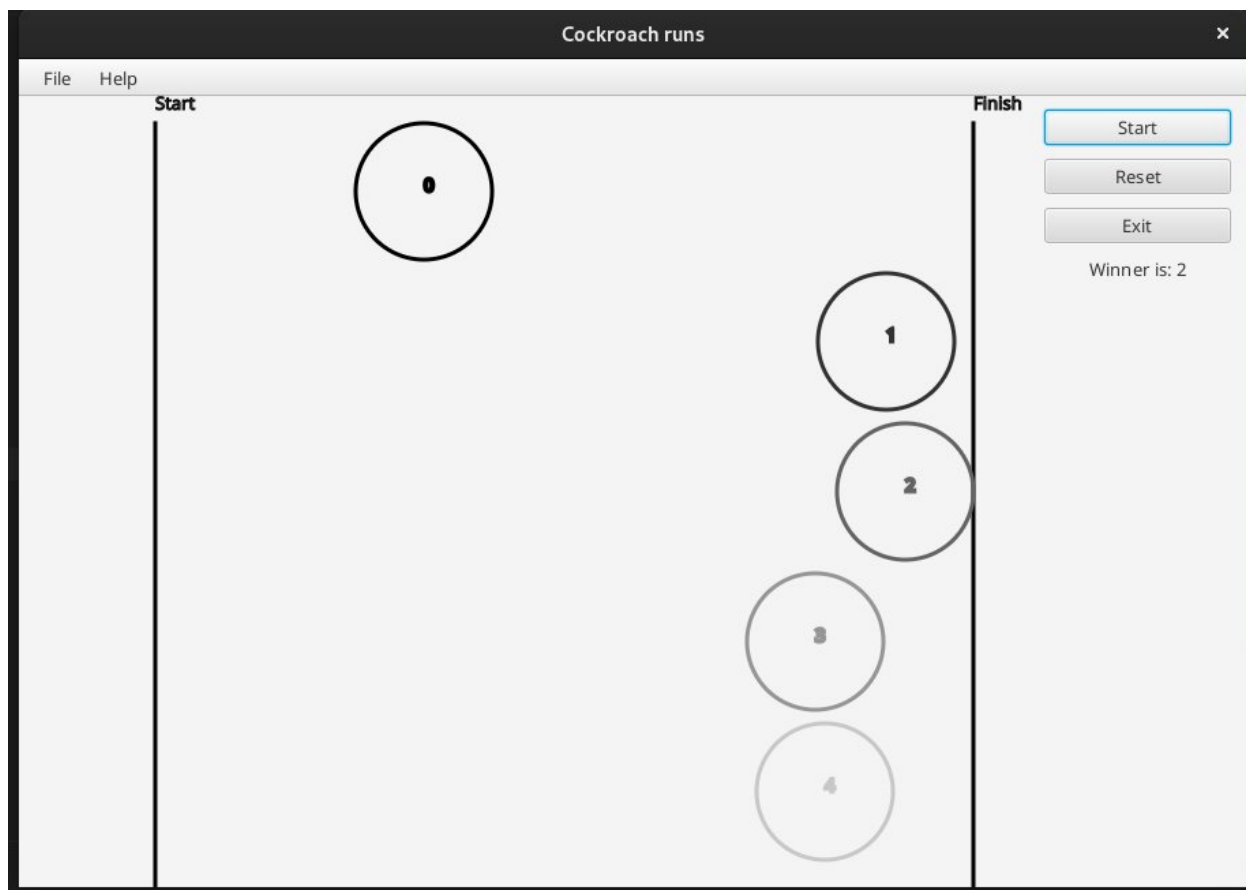 Cockroach runs
×
File Help
Start
Finish
0
1
2
3
4
Start
Reset
Exit
Winner is: 2